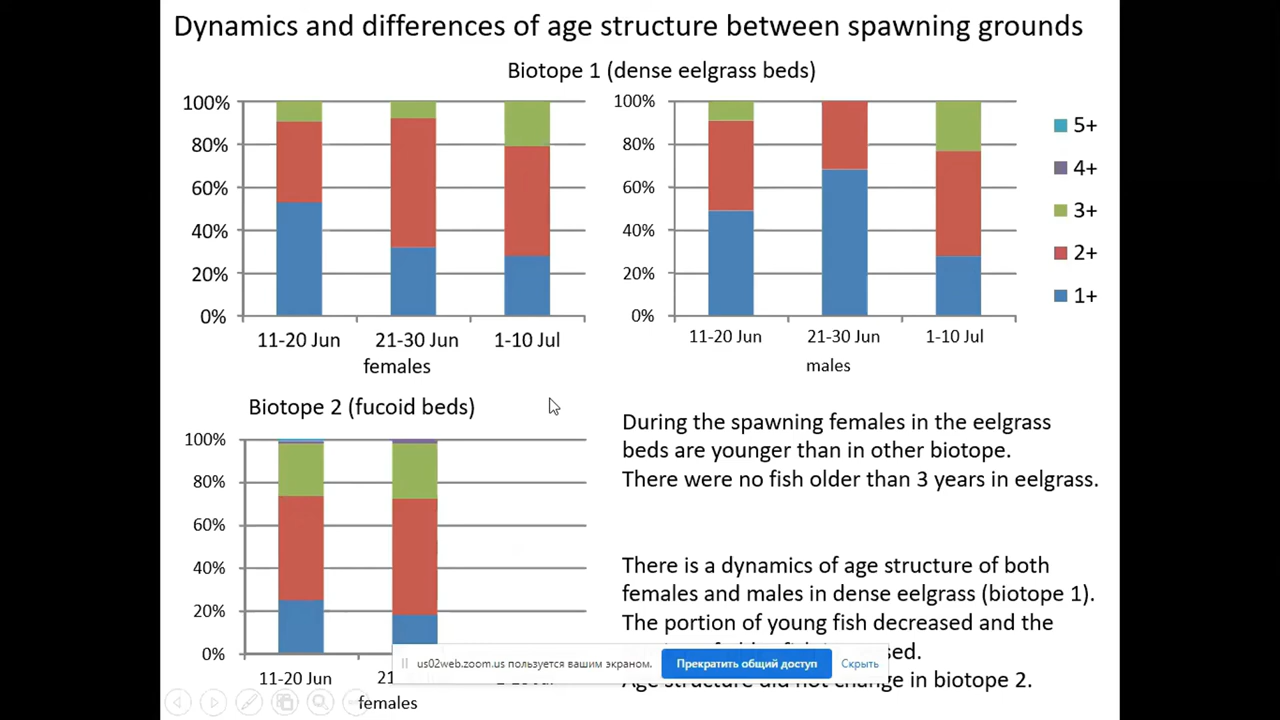 Dynamics and differences of age structure between spawning grounds
Biotope 1 (dense eelgrass beds)
100%
80%
60%
40%
20%
0%
11-20 Jun
21-30 Jun
1-10 Jul
females
100%
80%
60%
40%
20%
0%
11-20 Jun
21-30 Jun
1-10 Jul
males
5+
4+
3+
2+
1+
Biotope 2 (fucoid beds)
100%
80%
60%
40%
20%
0%
11-20 Jun
females
During the spawning females in the eelgrass
beds are younger than in other biotope.
There were no fish older than 3 years in eelgrass.
There is a dynamics of age structure of both
females and males in dense eelgrass (biotope 1).
The portion of young fish decreased and the
Age structure did not change in biotope 2.
us02web.zoom.us пользуется вашим экраном.
Прекратить общий доступ
Скрыть